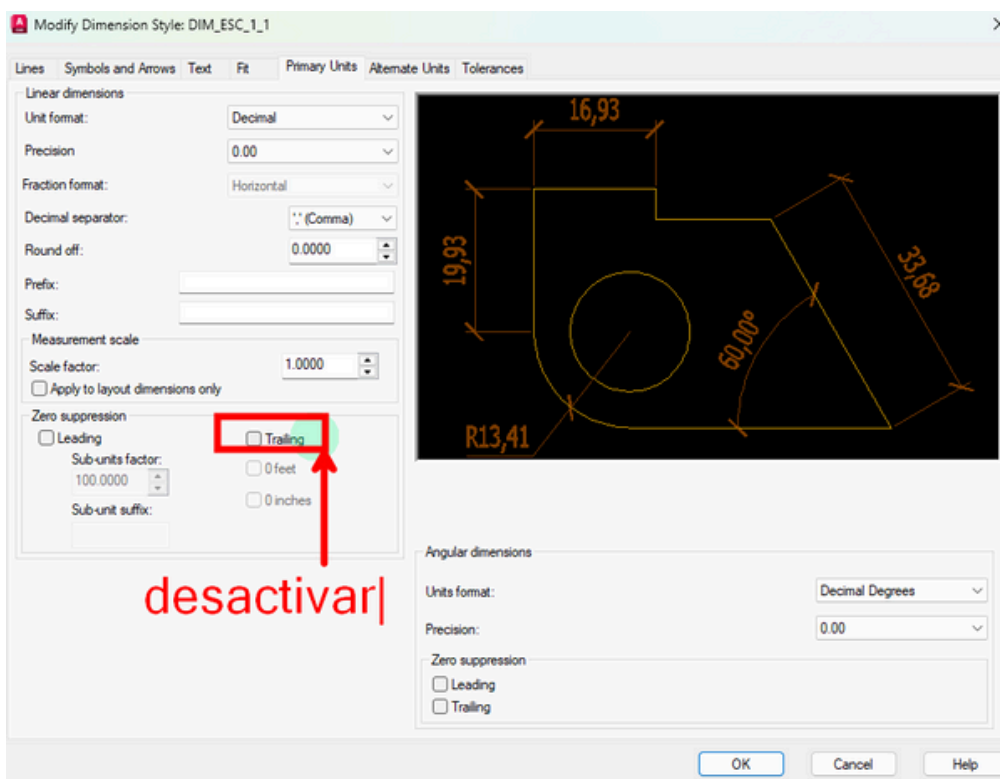 Modify Dimension Style: DIM_ESC_1_1
Lines Symbols and Arrows Text Fit Primary Units Alternate Units Tolerances
Linear dimensions
Unit format: Decimal
Precision 0.00
Fraction format: Horizontal
Decimal separator: ',' (Comma)
Round off: 0.0000
Prefix:
Suffix:
Measurement scale
Scale factor: 1.0000
Apply to layout dimensions only
Zero suppression
Leading
Trailing
Sub-units factor:
100.0000
0 feet
Sub-unit suffix:
0 inches
desactivar
16,93
19,93
33,68
60,00°
R13,41
Angular dimensions
Units format: Decimal Degrees
Precision: 0.00
Zero suppression
Leading
Trailing
OK Cancel Help